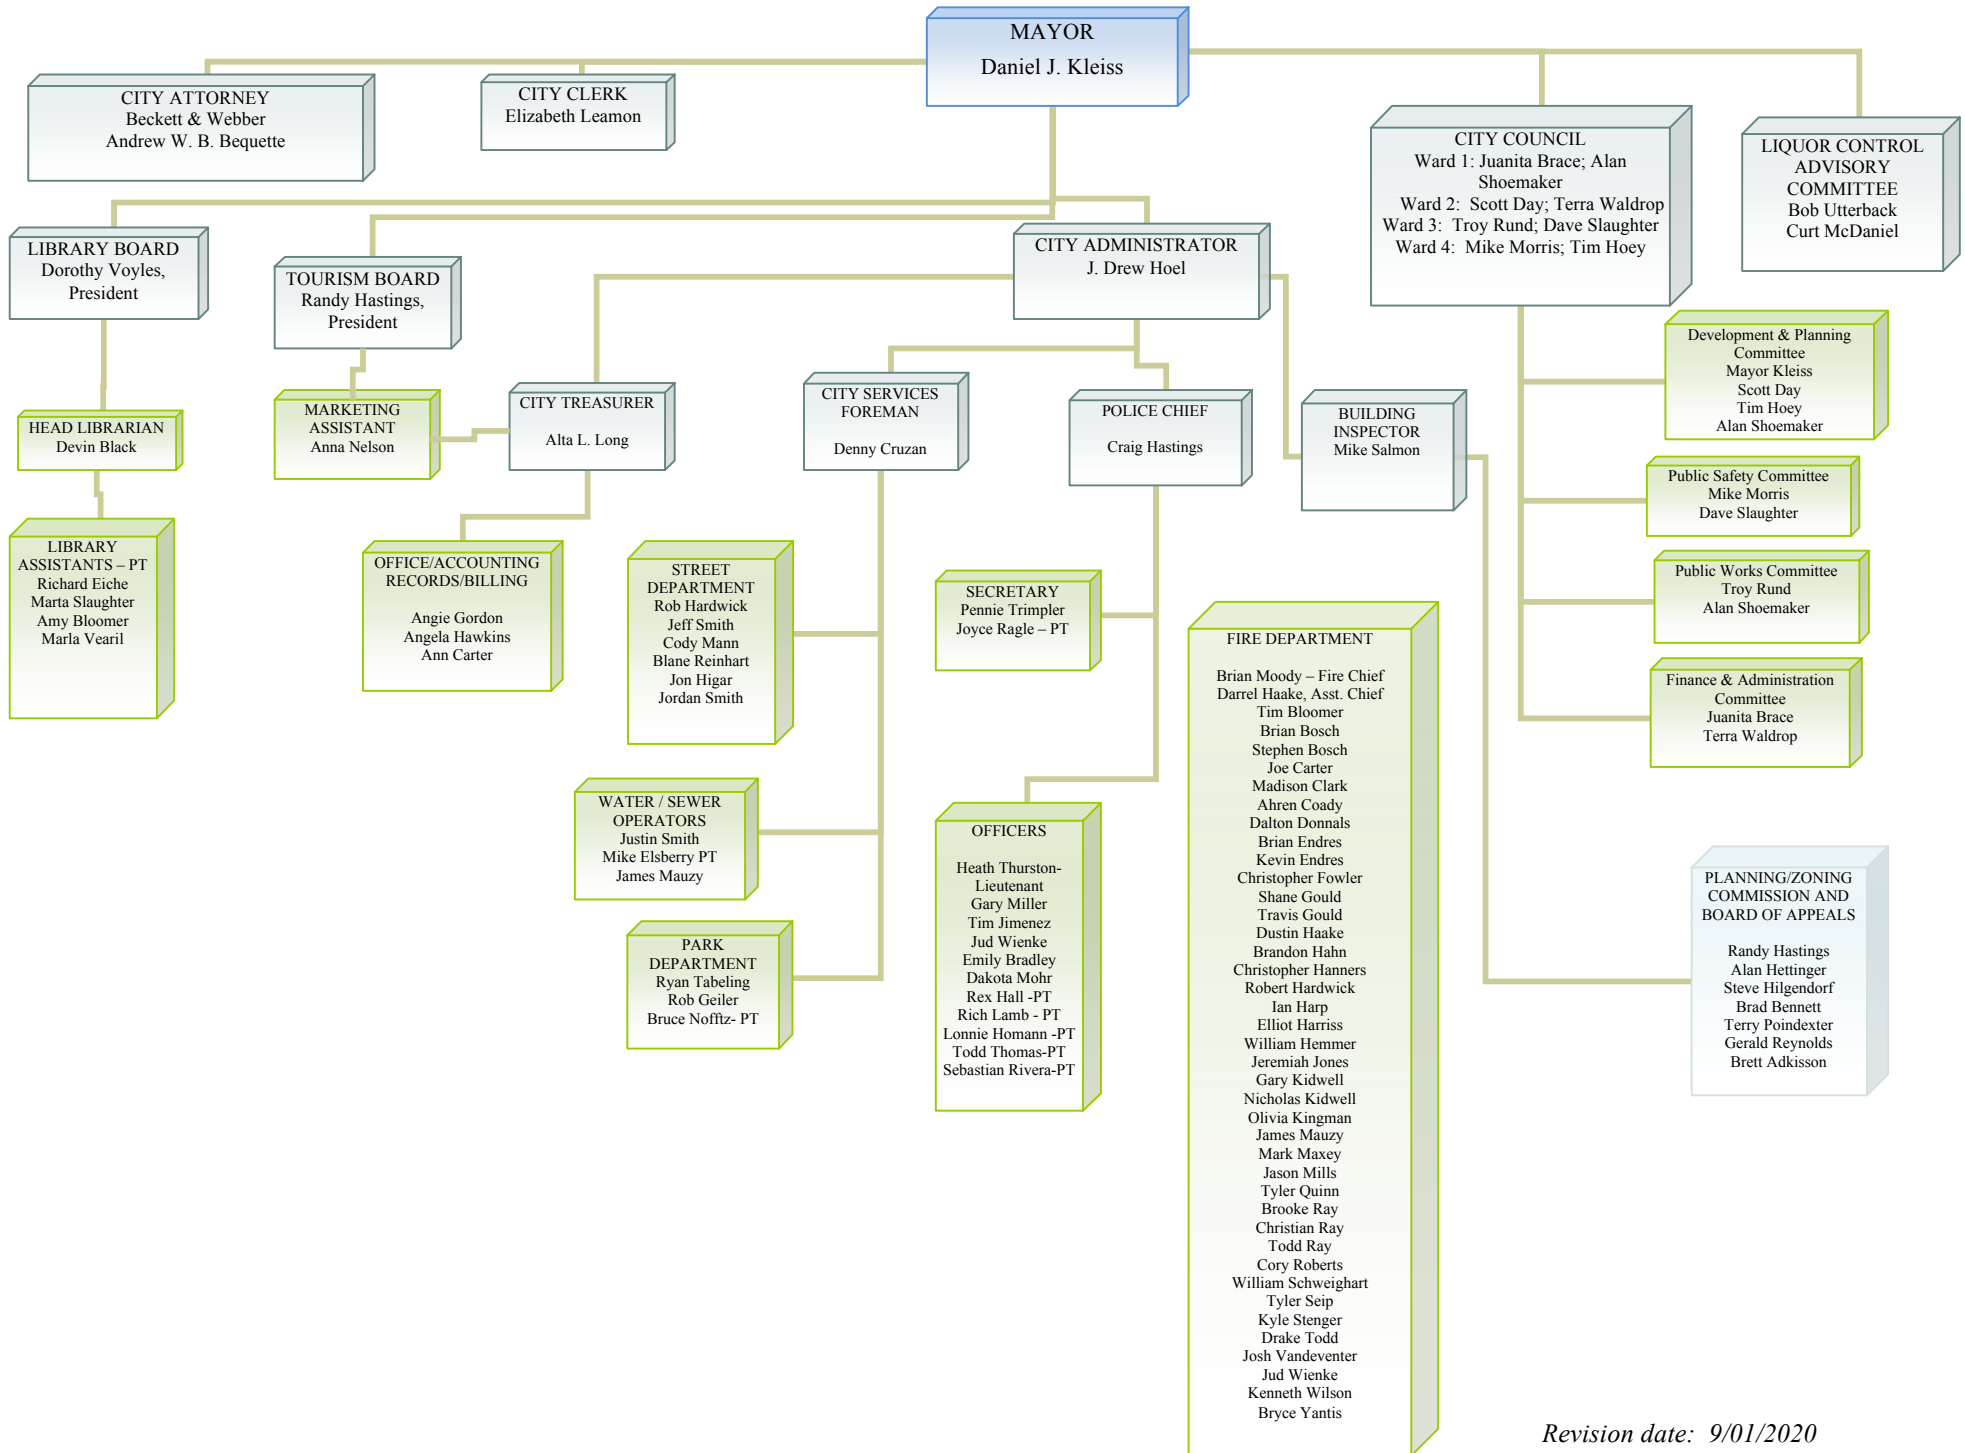 MAYOR
Daniel J. Kleiss
CITY ATTORNEY
Beckett & Webber
Andrew W. B. Bequette
CITY CLERK
Elizabeth Leamon
CITY COUNCIL
Ward 1: Juanita Brace; Alan
Shoemaker
Ward 2:  Scott Day; Terra Waldrop
Ward 3:  Troy Rund; Dave Slaughter
Ward 4:  Mike Morris; Tim Hoey
LIQUOR CONTROL
ADVISORY
COMMITTEE
Bob Utterback
Curt McDaniel
LIBRARY BOARD
Dorothy Voyles,
President
TOURISM BOARD
Randy Hastings,
President
CITY ADMINISTRATOR
J. Drew Hoel
HEAD LIBRARIAN
Devin Black
MARKETING
ASSISTANT
Anna Nelson
CITY TREASURER
Alta L. Long
CITY SERVICES
FOREMAN
Denny Cruzan
POLICE CHIEF
Craig Hastings
BUILDING
INSPECTOR
Mike Salmon
Development & Planning
Committee
Mayor Kleiss
Scott Day
Tim Hoey
Alan Shoemaker
Public Safety Committee
Mike Morris
Dave Slaughter
Public Works Committee
Troy Rund
Alan Shoemaker
Finance & Administration
Committee
Juanita Brace
Terra Waldrop
LIBRARY
ASSISTANTS – PT
Richard Eiche
Marta Slaughter
Amy Bloomer
Marla Vearil
OFFICE/ACCOUNTING
RECORDS/BILLING
Angie Gordon
Angela Hawkins
Ann Carter
STREET
DEPARTMENT
Rob Hardwick
Jeff Smith
Cody Mann
Blane Reinhart
Jon Higar
Jordan Smith
WATER / SEWER
OPERATORS
Justin Smith
Mike Elsberry PT
James Mauzy
PARK
DEPARTMENT
Ryan Tabeling
Rob Geiler
Bruce Nofftz- PT
SECRETARY
Pennie Trimpler
Joyce Ragle – PT
OFFICERS
Heath Thurston-
Lieutenant
Gary Miller
Tim Jimenez
Jud Wienke
Emily Bradley
Dakota Mohr
Rex Hall -PT
Rich Lamb - PT
Lonnie Homann -PT
Todd Thomas-PT
Sebastian Rivera-PT
FIRE DEPARTMENT
Brian Moody – Fire Chief
Darrel Haake, Asst. Chief
Tim Bloomer
Brian Bosch
Stephen Bosch
Joe Carter
Madison Clark
Ahren Coady
Dalton Donnals
Brian Endres
Kevin Endres
Christopher Fowler
Shane Gould
Travis Gould
Dustin Haake
Brandon Hahn
Christopher Hanners
Robert Hardwick
Ian Harp
Elliot Harriss
William Hemmer
Jeremiah Jones
Gary Kidwell
Nicholas Kidwell
Olivia Kingman
James Mauzy
Mark Maxey
Jason Mills
Tyler Quinn
Brooke Ray
Christian Ray
Todd Ray
Cory Roberts
William Schweighart
Tyler Seip
Kyle Stenger
Drake Todd
Josh Vandeventer
Jud Wienke
Kenneth Wilson
Bryce Yantis
PLANNING/ZONING
COMMISSION AND
BOARD OF APPEALS
Randy Hastings
Alan Hettinger
Steve Hilgendorf
Brad Bennett
Terry Poindexter
Gerald Reynolds
Brett Adkisson
Revision date:  9/01/2020